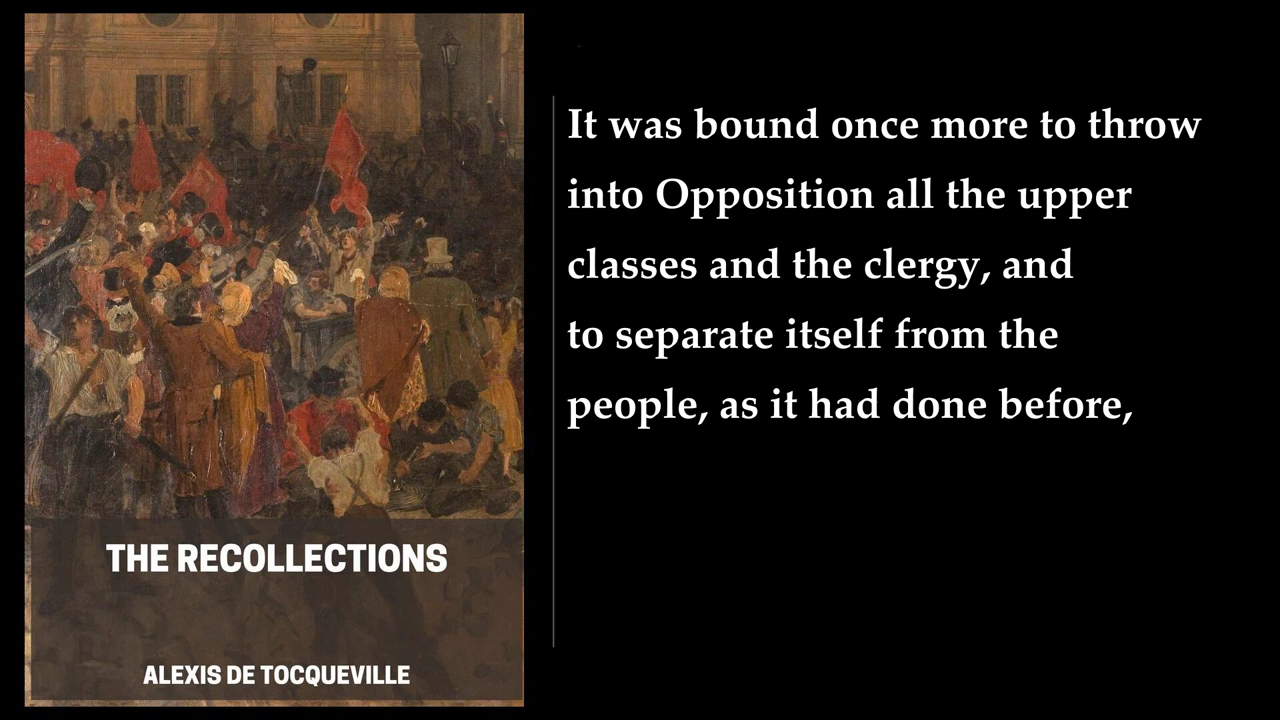 It was bound once more to throw
into Opposition all the upper
classes and the clergy, and
to separate itself from the
people, as it had done before,
THE RECOLLECTIONS
ALEXIS DE TOCQUEVILLE